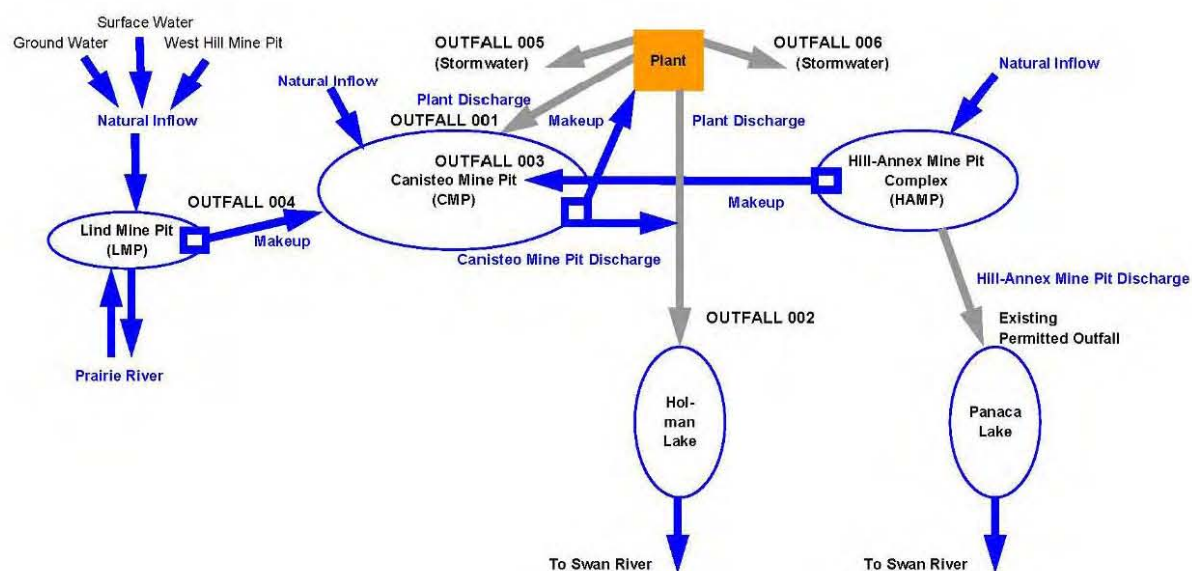 Surface Water
Ground Water
West Hill Mine Pit
Natural Inflow
OUTFALL 005
(Stormwater)
Plant
OUTFALL 006
(Stormwater)
Natural Inflow
Natural Inflow
Plant Discharge
OUTFALL 001
Makeup
Plant Discharge
OUTFALL 003
Canisteo Mine Pit
(CMP)
Hill-Annex Mine Pit
Complex
(HAMP)
OUTFALL 004
Makeup
Lind Mine Pit
(LMP)
Makeup
Canisteo Mine Pit Discharge
Hill-Annex Mine Pit Discharge
OUTFALL 002
Existing
Permitted Outfall
Prairie River
Hol-
man
Lake
Panaca
Lake
To Swan River
To Swan River